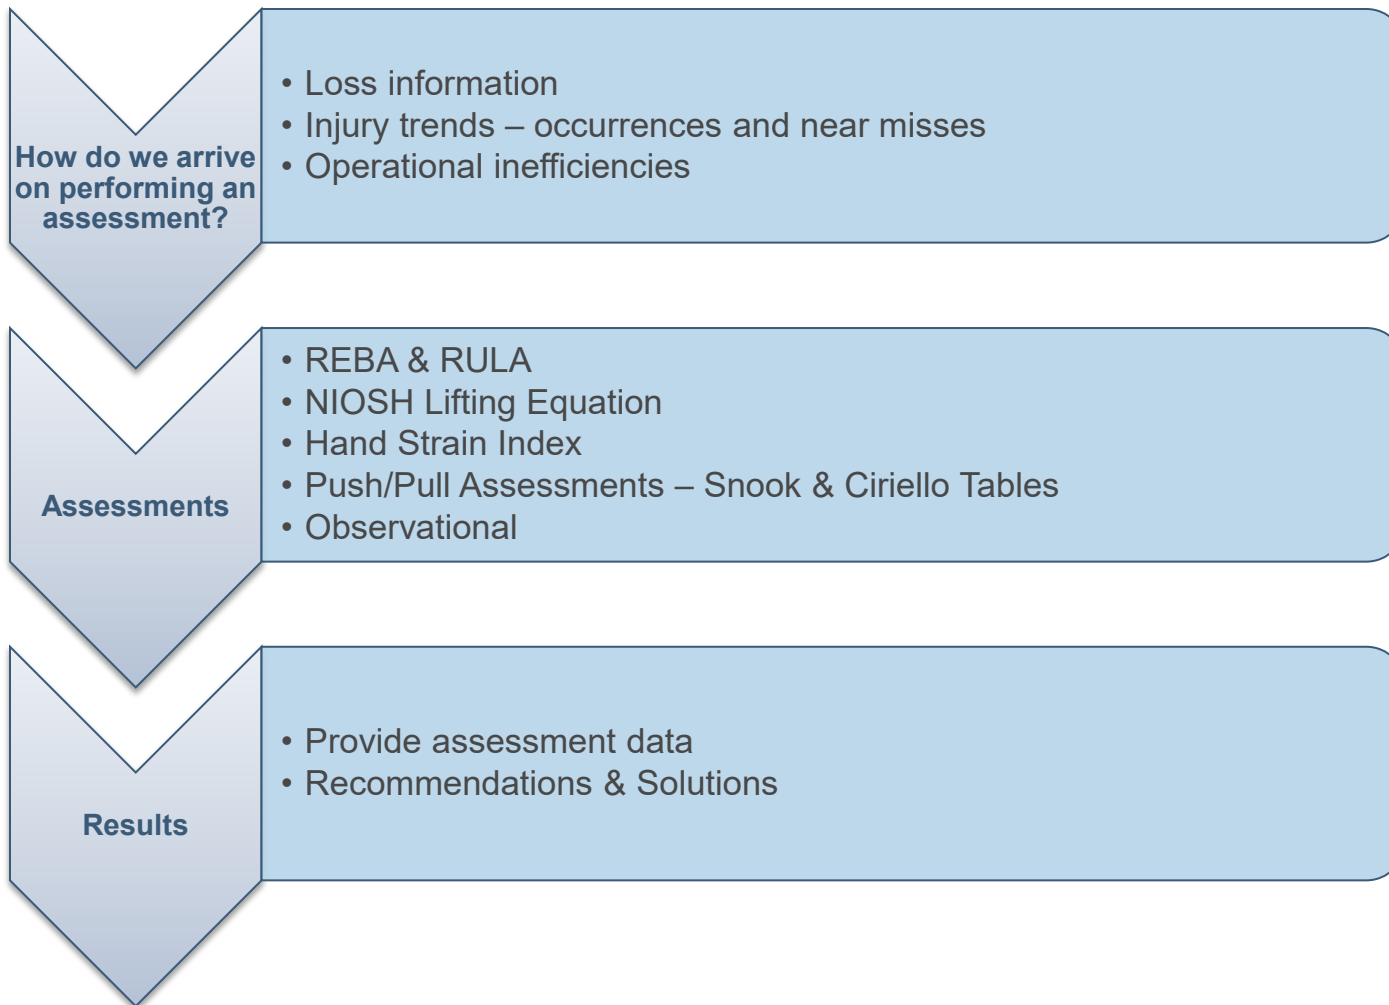 How do we arrive
on performing an
assessment?
• Loss information
• Injury trends – occurrences and near misses
• Operational inefficiencies
Assessments
• REBA & RULA
• NIOSH Lifting Equation
• Hand Strain Index
• Push/Pull Assessments – Snook & Ciriello Tables
• Observational
Results
• Provide assessment data
• Recommendations & Solutions